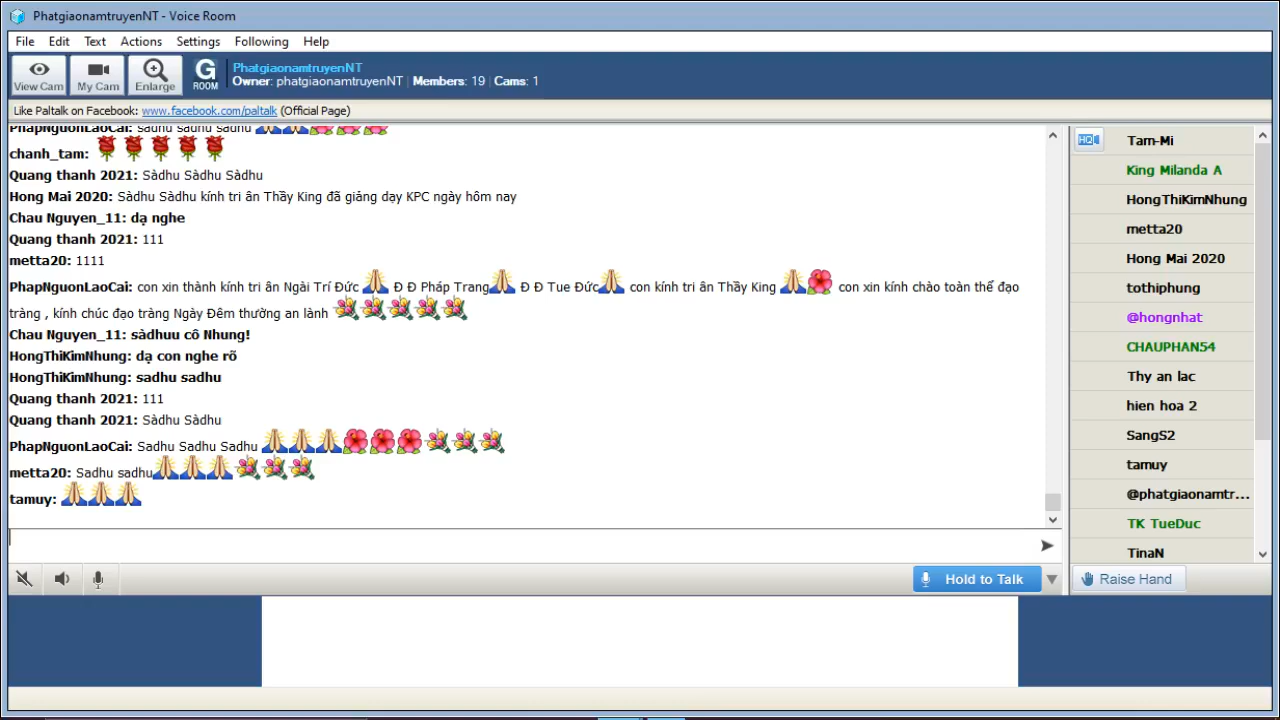 PhatgiaonamtruyenNT - Voice Room
File Edit Text Actions Settings Following Help
View Cam My Cam Enlarge G ROOM
PhatgiaonamtruyenNT
Owner: phatgiaonamtruyenNT | Members: 19 | Cams: 1
Like Paltalk on Facebook: www.facebook.com/paltalk (Official Page)
PhapNguonLaoCai: sadhu sadhu sadhu
chanh_tam:
Quang thanh 2021: Sàdhu Sàdhu Sàdhu
Hong Mai 2020: Sàdhu Sàdhu kính tri ân Thầy King đã giảng dạy KPC ngày hôm nay
Chau Nguyen_11: dạ nghe
Quang thanh 2021: 111
metta20: 1111
PhapNguonLaoCai: con xin thành kính tri ân Ngài Trí Đức Đ Đ Pháp Trang Đ Đ Tue Đức con kính tri ân Thầy King con xin kính chào toàn thể đạo
tràng , kính chúc đạo tràng Ngày Đêm thường an lành
Chau Nguyen_11: sàdhuu cô Nhung!
HongThiKimNhung: dạ con nghe rõ
HongThiKimNhung: sadhu sadhu
Quang thanh 2021: 111
Quang thanh 2021: Sàdhu Sàdhu
PhapNguonLaoCai: Sadhu Sadhu Sadhu
metta20: Sadhu sadhu
tamuy:
HQ
Tam-Mi
King Milanda A
HongThiKimNhung
metta20
Hong Mai 2020
tothiphung
@hongnhat
CHAUPHAN54
Thy an lac
hien hoa 2
SangS2
tamuy
@phatgiaonamtr...
TK TueDuc
TinaN
Hold to Talk
Raise Hand